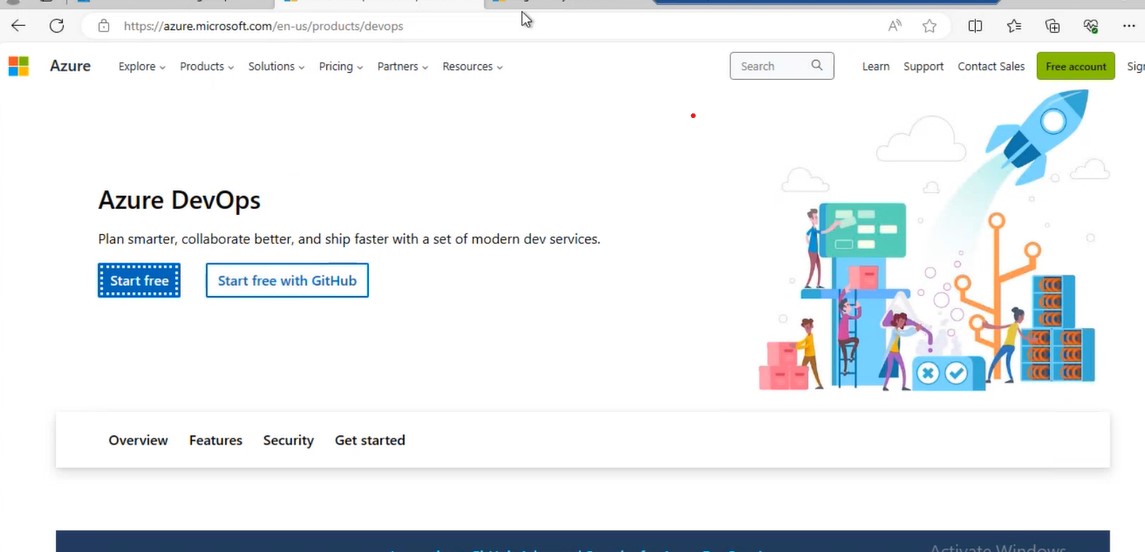 https://azure.microsoft.com/en-us/products/devops
Azure Explore Products Solutions Pricing Partners Resources Search Learn Support Contact Sales Free account
Azure DevOps
Plan smarter, collaborate better, and ship faster with a set of modern dev services.
Start free Start free with GitHub
Overview Features Security Get started
Activate Windows